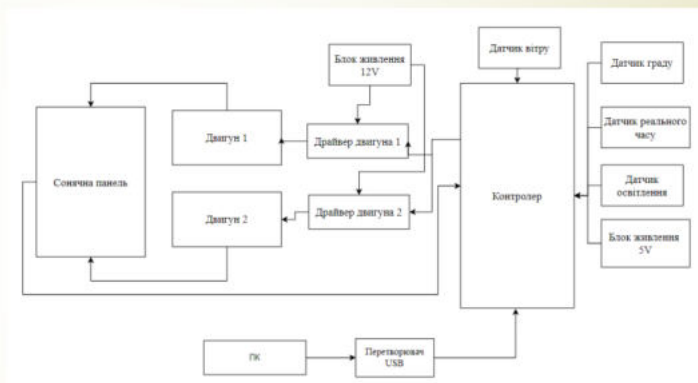 Датчик вітру
Блок живлення
12V
Датчик граду
Двигун 1
Драйвер двигуна 1
Датчик реального
часу
Сонячна панель
Контролер
Датчик
освітлення
Двигун 2
Драйвер двигуна 2
Блок живлення
5V
ПК
Перетворювач
USB